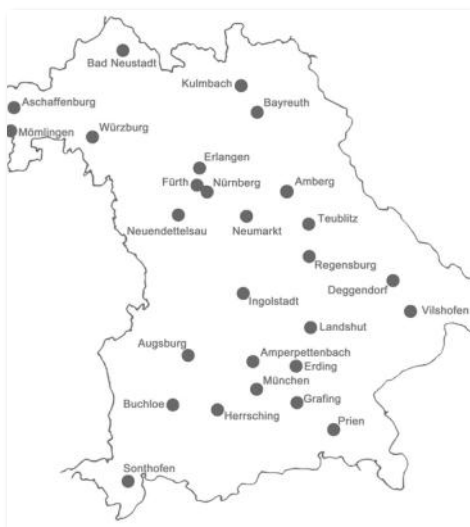 Bad Neustadt
Kulmbach
Aschaffenburg
Bayreuth
Mömlingen
Würzburg
Erlangen
Fürth
Nürnberg
Amberg
Neuendettelsau
Neumarkt
Teublitz
Regensburg
Deggendorf
Ingolstadt
Vilshofen
Landshut
Augsburg
Amperpettenbach
Erding
München
Buchloe
Herrsching
Grafing
Prien
Sonthofen